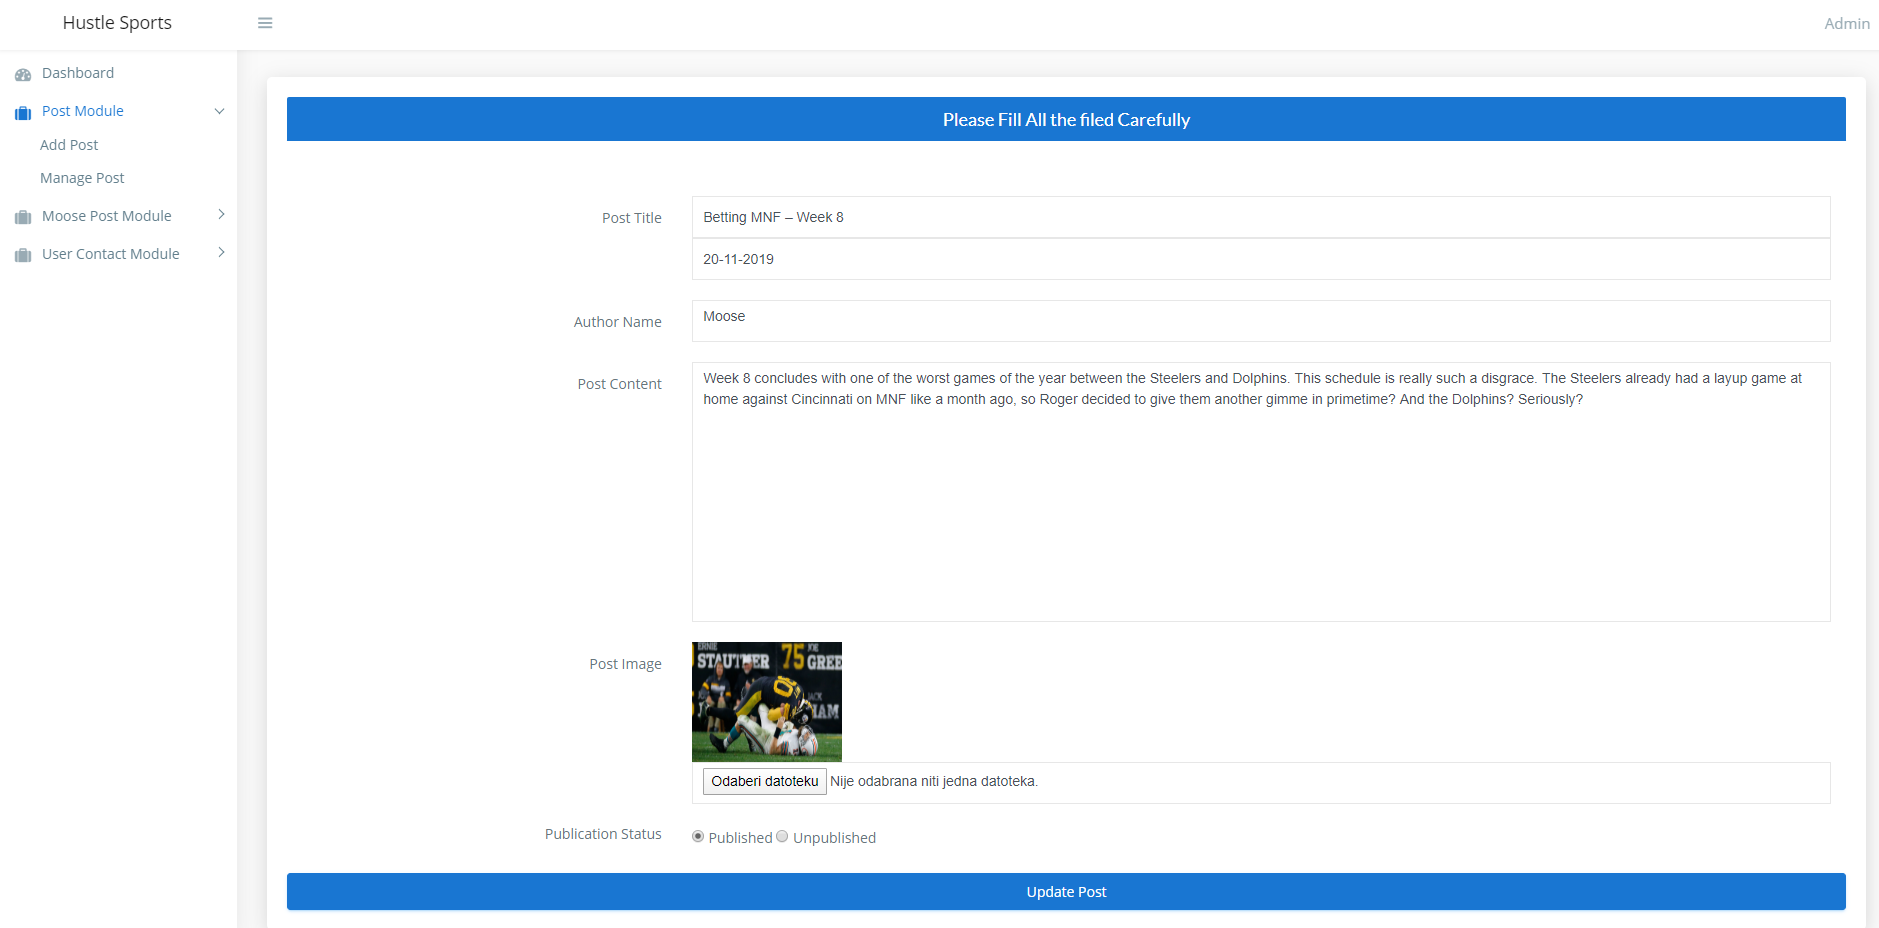 Hustle Sports
Admin
Dashboard
Post Module
Add Post
Manage Post
Moose Post Module
User Contact Module
Please Fill All the filed Carefully
Post Title
Betting MNF – Week 8
20-11-2019
Author Name
Moose
Post Content
Week 8 concludes with one of the worst games of the year between the Steelers and Dolphins. This schedule is really such a disgrace. The Steelers already had a layup game at
home against Cincinnati on MNF like a month ago, so Roger decided to give them another gimme in primetime? And the Dolphins? Seriously?
Post Image
ERNIE
STAUTNER
75
JOE
GREE
JACK
HAM
Odaberi datoteku Nije odabrana niti jedna datoteka.
Publication Status
Published Unpublished
Update Post